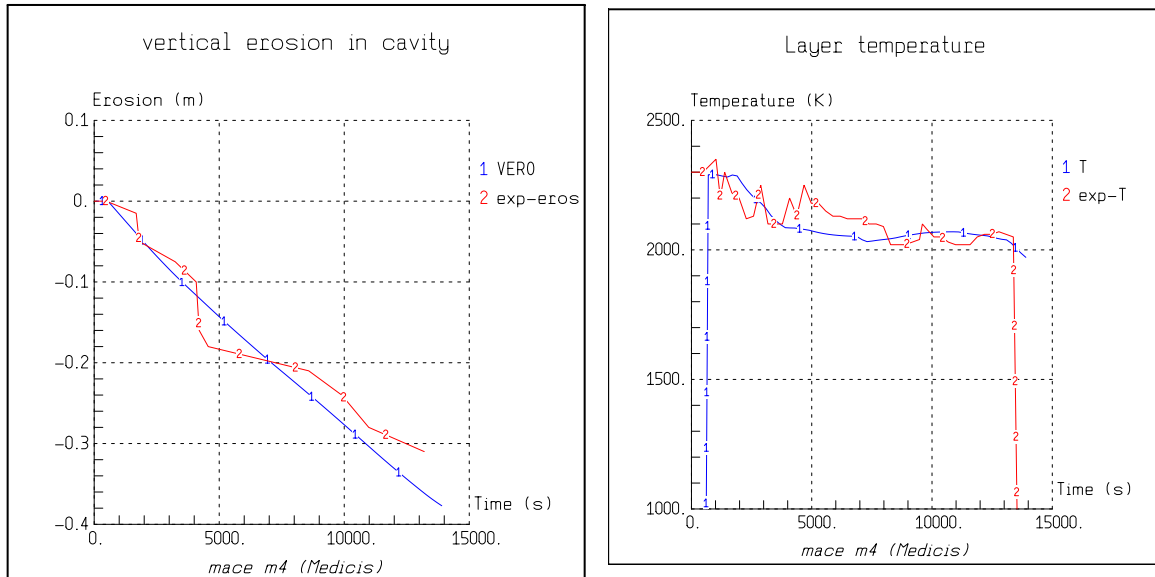 vertical erosion in cavity
Erosion (m)
0.1
0.
-0.1
-0.2
-0.3
-0.4
1 VERO
2 exp-eros
Time (s)
0. 5000. 10000. 15000.
mace m4 (Medicis)
Layer temperature
Temperature (K)
2500.
2000.
1500.
1000.
1 T
2 exp-T
Time (s)
0. 5000. 10000. 15000.
mace m4 (Medicis)